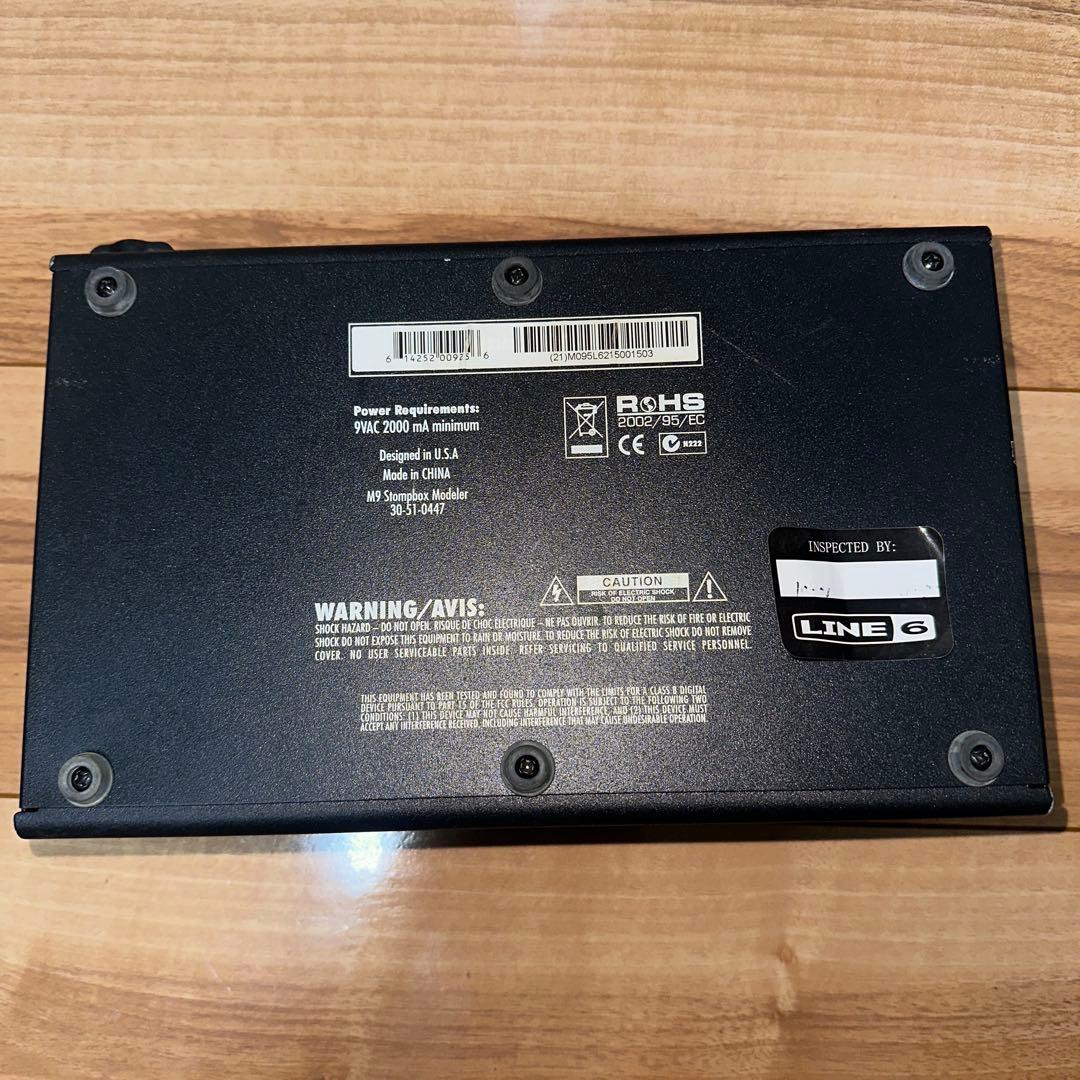 6 14252 00925 6
(21)M095L6215001503
Power Requirements:
9VAC 2000 mA minimum
Designed in U.S.A
Made in CHINA
M9 Stompbox Modeler
30-51-0447
RoHS
2002/95/EC
CE
N222
INSPECTED BY:
LINE 6
CAUTION
RISK OF ELECTRIC SHOCK
DO NOT OPEN
WARNING/AVIS:
SHOCK HAZARD – DO NOT OPEN. RISQUE DE CHOC ELECTRIQUE – NE PAS OUVRIR. TO REDUCE THE RISK OF FIRE OR ELECTRIC
SHOCK DO NOT EXPOSE THIS EQUIPMENT TO RAIN OR MOISTURE. TO REDUCE THE RISK OF ELECTRIC SHOCK DO NOT REMOVE
COVER. NO USER SERVICEABLE PARTS INSIDE. REFER SERVICING TO QUALIFIED SERVICE PERSONNEL.
THIS EQUIPMENT HAS BEEN TESTED AND FOUND TO COMPLY WITH THE LIMITS FOR A CLASS B DIGITAL
DEVICE PURSUANT TO PART 15 OF THE FCC RULES. OPERATION IS SUBJECT TO THE FOLLOWING TWO
CONDITIONS: (1) THIS DEVICE MAY NOT CAUSE HARMFUL INTERFERENCE, AND (2) THIS DEVICE MUST
ACCEPT ANY INTERFERENCE RECEIVED, INCLUDING INTERFERENCE THAT MAY CAUSE UNDESIRABLE OPERATION.